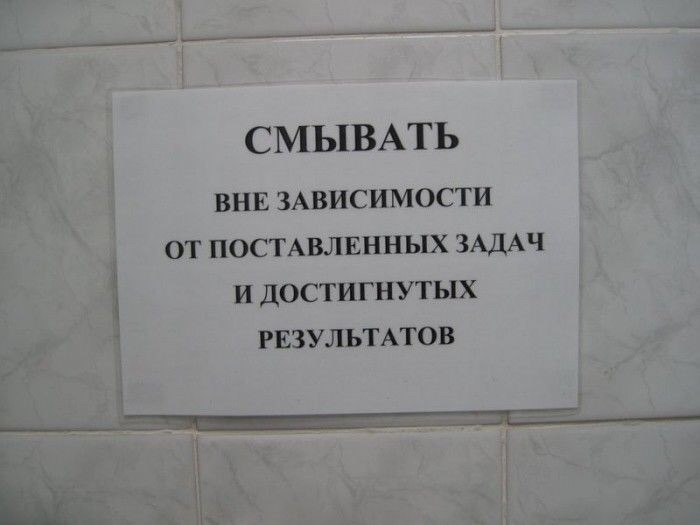 СМЫВАТЬ
ВНЕ ЗАВИСИМОСТИ
ОТ ПОСТАВЛЕННЫХ ЗАДАЧ
И ДОСТИГНУТЫХ
РЕЗУЛЬТАТОВ